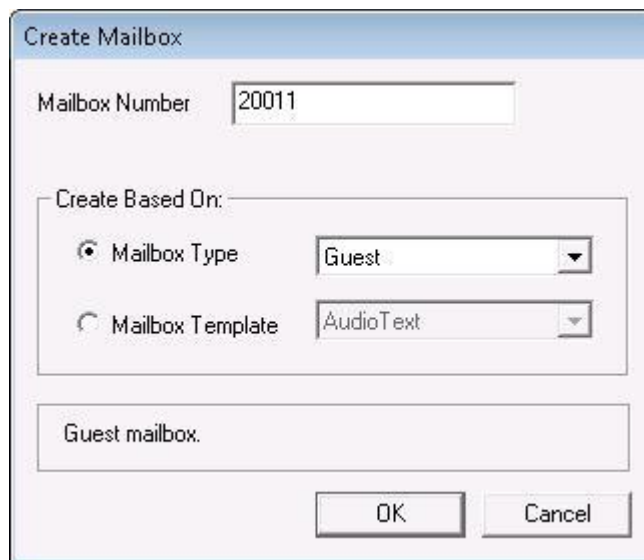 Create Mailbox
Mailbox Number 20011
Create Based On:
Mailbox Type Guest
Mailbox Template AudioText
Guest mailbox.
OK Cancel